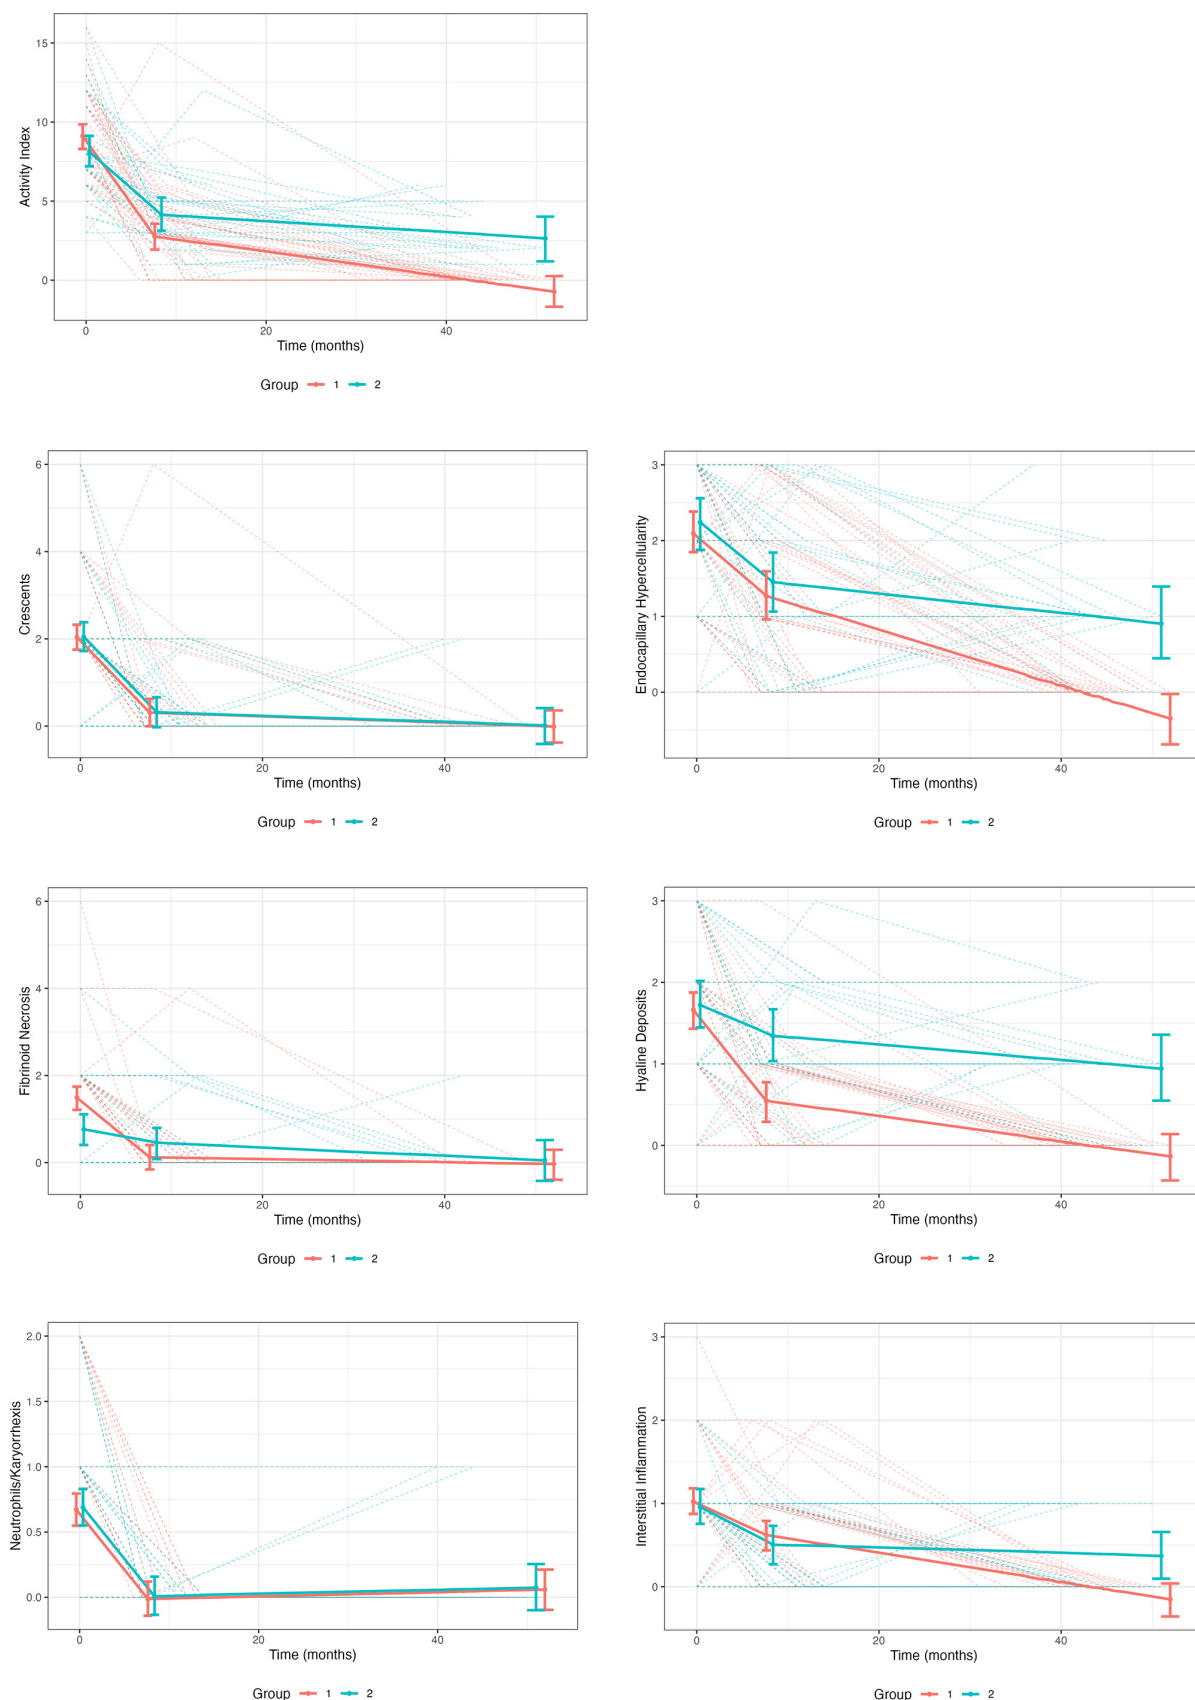 Activity Index
15
10
5
0
0 20 40
Time (months)
Group 1 2
Crescents
6
4
2
0
0 20 40
Time (months)
Group 1 2
Endocapillary Hypercellularity
3
2
1
0
0 20 40
Time (months)
Group 1 2
Fibrinoid Necrosis
6
4
2
0
0 20 40
Time (months)
Group 1 2
Hyaline Deposits
3
2
1
0
0 20 40
Time (months)
Group 1 2
Neutrophils/Karyorrhexis
2.0
1.5
1.0
0.5
0.0
0 20 40
Time (months)
Group 1 2
Interstitial Inflammation
3
2
1
0
0 20 40
Time (months)
Group 1 2